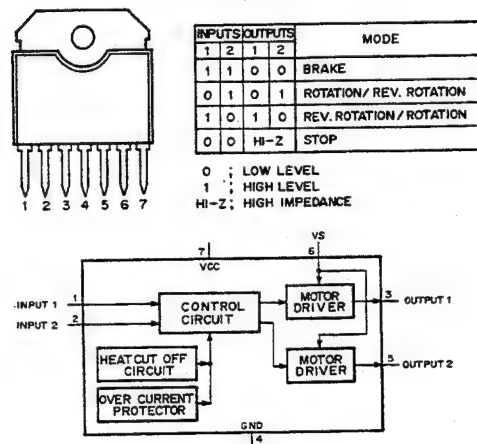 INPUTS OUTPUTS MODE
1 2 1 2
1 1 0 0 BRAKE
0 1 0 1 ROTATION/ REV. ROTATION
1 0 1 0 REV. ROTATION / ROTATION
0 0 HI-Z STOP
0 ; LOW LEVEL
1 ; HIGH LEVEL
HI-Z ; HIGH IMPEDANCE
1 2 3 4 5 6 7
VS
7 6
VCC
INPUT 1 1 CONTROL CIRCUIT MOTOR DRIVER 3 OUTPUT 1
INPUT 2 2
HEAT CUT OFF CIRCUIT MOTOR DRIVER 5 OUTPUT 2
OVER CURRENT PROTECTOR
GND
4